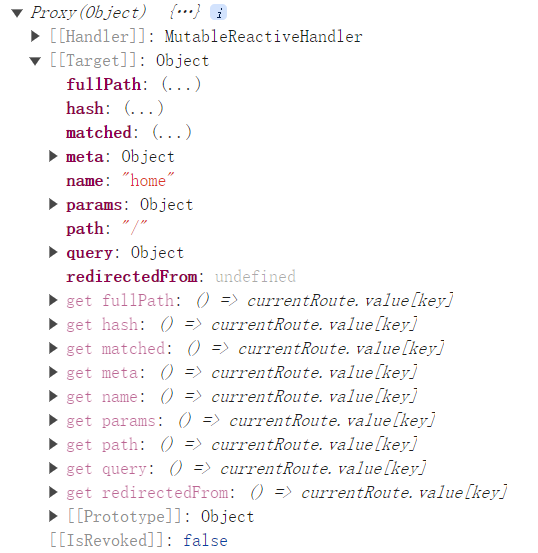 ▼ Proxy(Object) {…} i
▶ [[Handler]]: MutableReactiveHandler
▼ [[Target]]: Object
fullPath: (...)
hash: (...)
matched: (...)
▶ meta: Object
name: "home"
▶ params: Object
path: "/"
▶ query: Object
redirectedFrom: undefined
▶ get fullPath: () => currentRoute.value[key]
▶ get hash: () => currentRoute.value[key]
▶ get matched: () => currentRoute.value[key]
▶ get meta: () => currentRoute.value[key]
▶ get name: () => currentRoute.value[key]
▶ get params: () => currentRoute.value[key]
▶ get path: () => currentRoute.value[key]
▶ get query: () => currentRoute.value[key]
▶ get redirectedFrom: () => currentRoute.value[key]
▶ [[Prototype]]: Object
[[IsRevoked]]: false